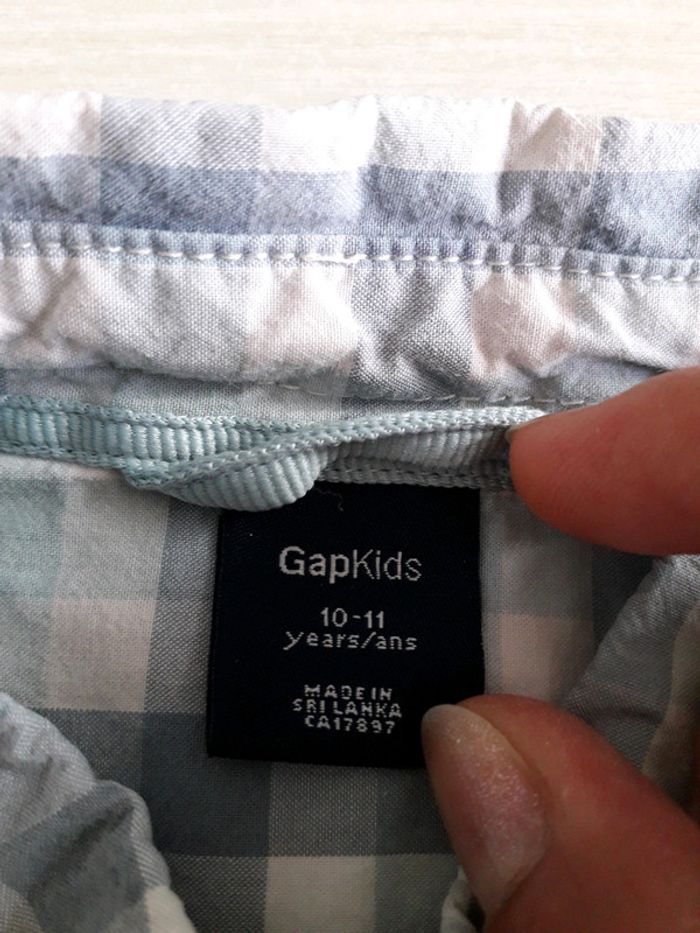 GapKids
10-11
years/ans
MADE IN
SRI LANKA
CA17897